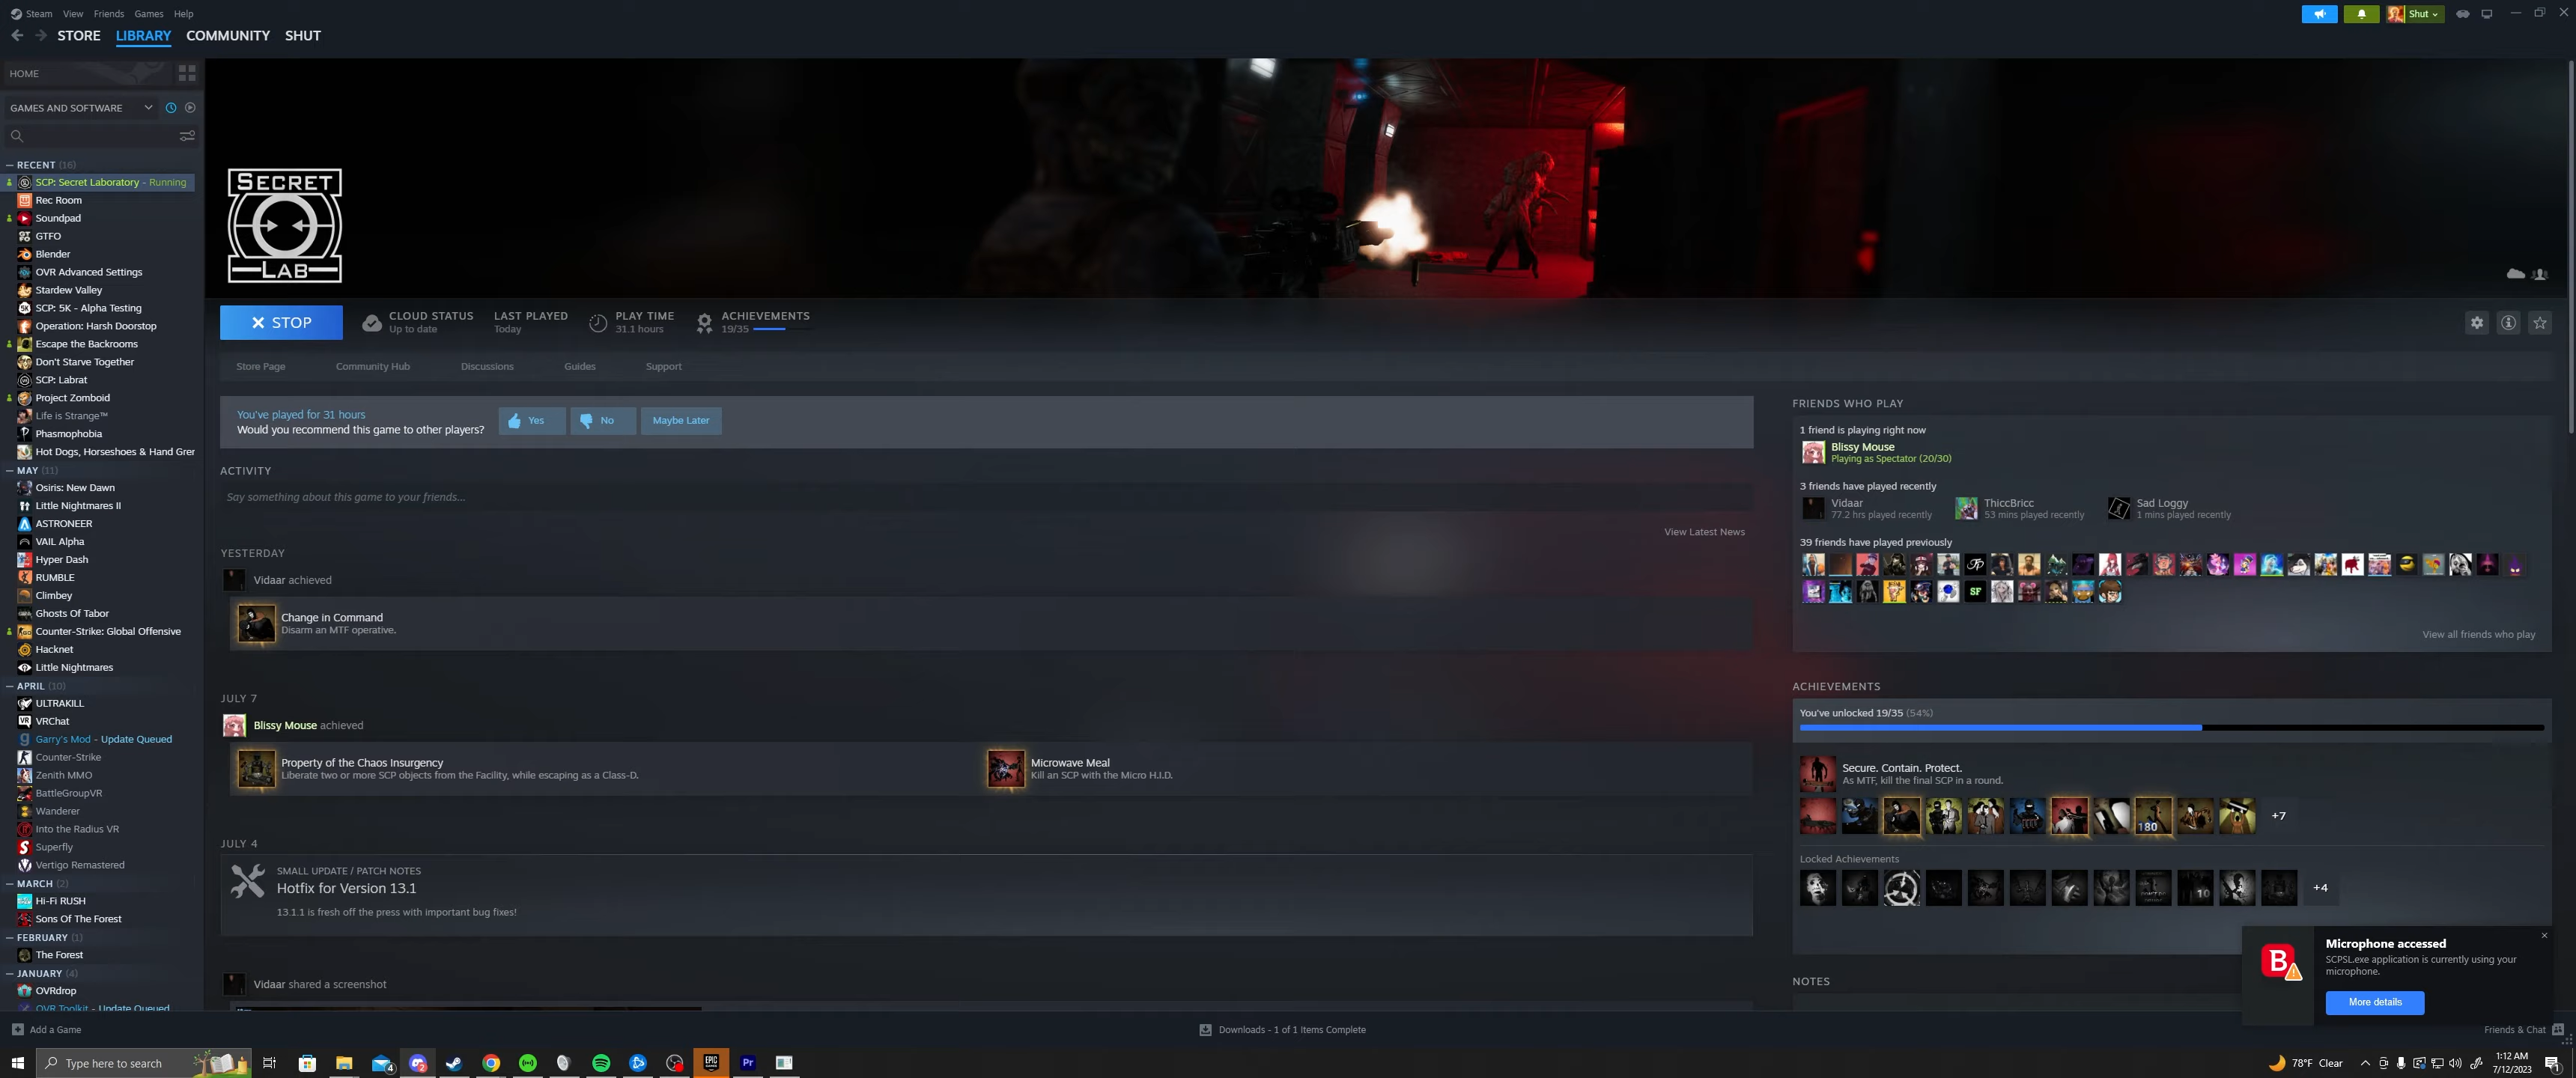 Steam View Friends Games Help
Shut
STORE LIBRARY COMMUNITY SHUT
HOME
GAMES AND SOFTWARE
RECENT (16)
SCP: Secret Laboratory - Running
Rec Room
Soundpad
GTFO
Blender
OVR Advanced Settings
Stardew Valley
SCP: 5K - Alpha Testing
Operation: Harsh Doorstop
Escape the Backrooms
Don't Starve Together
SCP: Labrat
Project Zomboid
Life is Strange™
Phasmophobia
Hot Dogs, Horseshoes & Hand Grer
MAY (11)
Osiris: New Dawn
Little Nightmares II
ASTRONEER
VAIL Alpha
Hyper Dash
RUMBLE
Climbey
Ghosts Of Tabor
Counter-Strike: Global Offensive
Hacknet
Little Nightmares
APRIL (10)
ULTRAKILL
VRChat
Garry's Mod - Update Queued
Counter-Strike
Zenith MMO
BattleGroupVR
Wanderer
Into the Radius VR
Superfly
Vertigo Remastered
MARCH (2)
Hi-Fi RUSH
Sons Of The Forest
FEBRUARY (1)
The Forest
JANUARY (4)
OVRdrop
OVR Toolkit - Update Queued
Add a Game
SECRET
LAB
STOP
CLOUD STATUS
Up to date
LAST PLAYED
Today
PLAY TIME
31.1 hours
ACHIEVEMENTS
19/35
Store Page Community Hub Discussions Guides Support
You've played for 31 hours
Would you recommend this game to other players?
Yes No Maybe Later
ACTIVITY
Say something about this game to your friends...
View Latest News
YESTERDAY
Vidaar achieved
Change in Command
Disarm an MTF operative.
JULY 7
Blissy Mouse achieved
Property of the Chaos Insurgency
Liberate two or more SCP objects from the Facility, while escaping as a Class-D.
Microwave Meal
Kill an SCP with the Micro H.I.D.
JULY 4
SMALL UPDATE / PATCH NOTES
Hotfix for Version 13.1
13.1.1 is fresh off the press with important bug fixes!
Vidaar shared a screenshot
FRIENDS WHO PLAY
1 friend is playing right now
Blissy Mouse
Playing as Spectator (20/30)
3 friends have played recently
Vidaar
77.2 hrs played recently
ThiccBricc
53 mins played recently
Sad Loggy
1 mins played recently
39 friends have played previously
SF
View all friends who play
ACHIEVEMENTS
You've unlocked 19/35 (54%)
Secure. Contain. Protect.
As MTF, kill the final SCP in a round.
180
+7
Locked Achievements
10
+4
NOTES
B
Microphone accessed
SCPSL.exe application is currently using your
microphone.
More details
Downloads - 1 of 1 Items Complete
Friends & Chat
Type here to search
4
2
EPIC
GAMES
Pr
78°F Clear
1:12 AM
7/12/2023
1